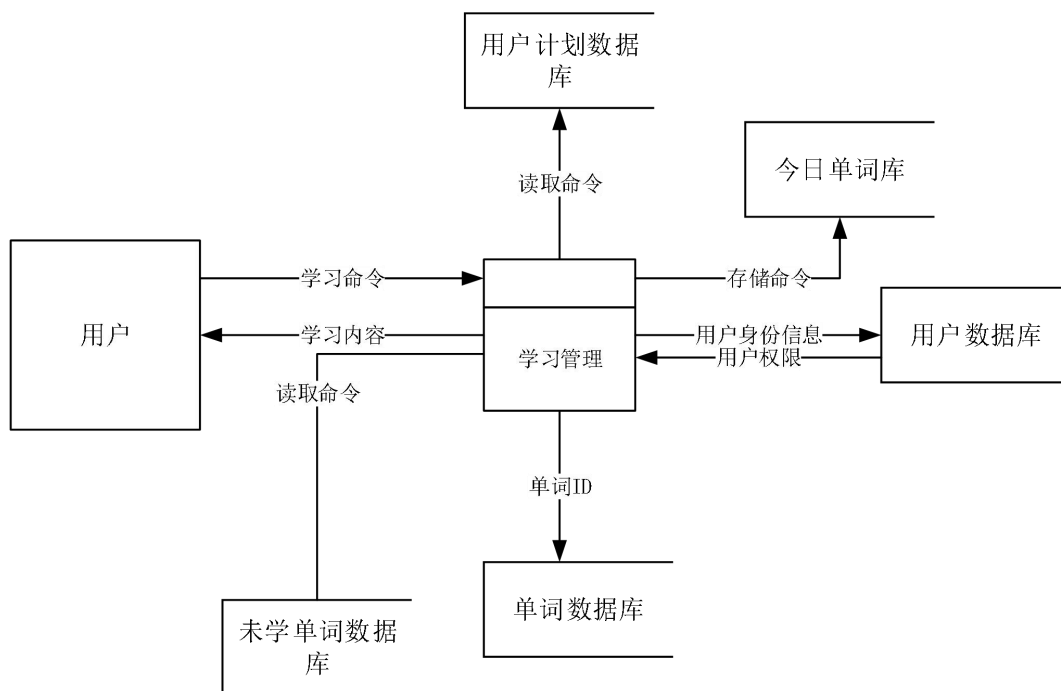 用户计划数据
库
今日单词库
读取命令
学习命令
存储命令
用户
学习内容
用户身份信息
用户数据库
学习管理
用户权限
读取命令
单词ID
单词数据库
未学单词数据
库